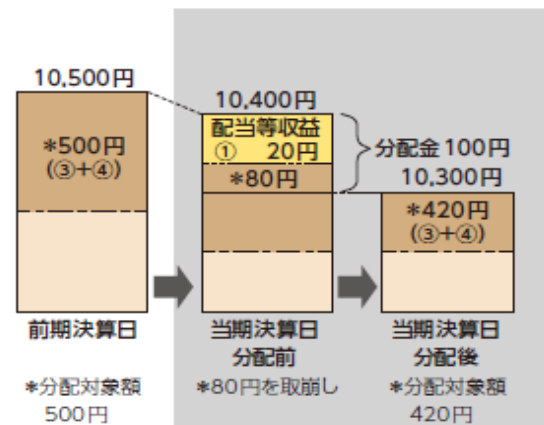 10,500円
*500円
(③+④)
前期決算日
*分配対象額
500円
10,400円
配当等収益
① 20円
*80円
当期決算日
分配前
*80円を取崩し
分配金100円
10,300円
*420円
(③+④)
当期決算日
分配後
*分配対象額
420円